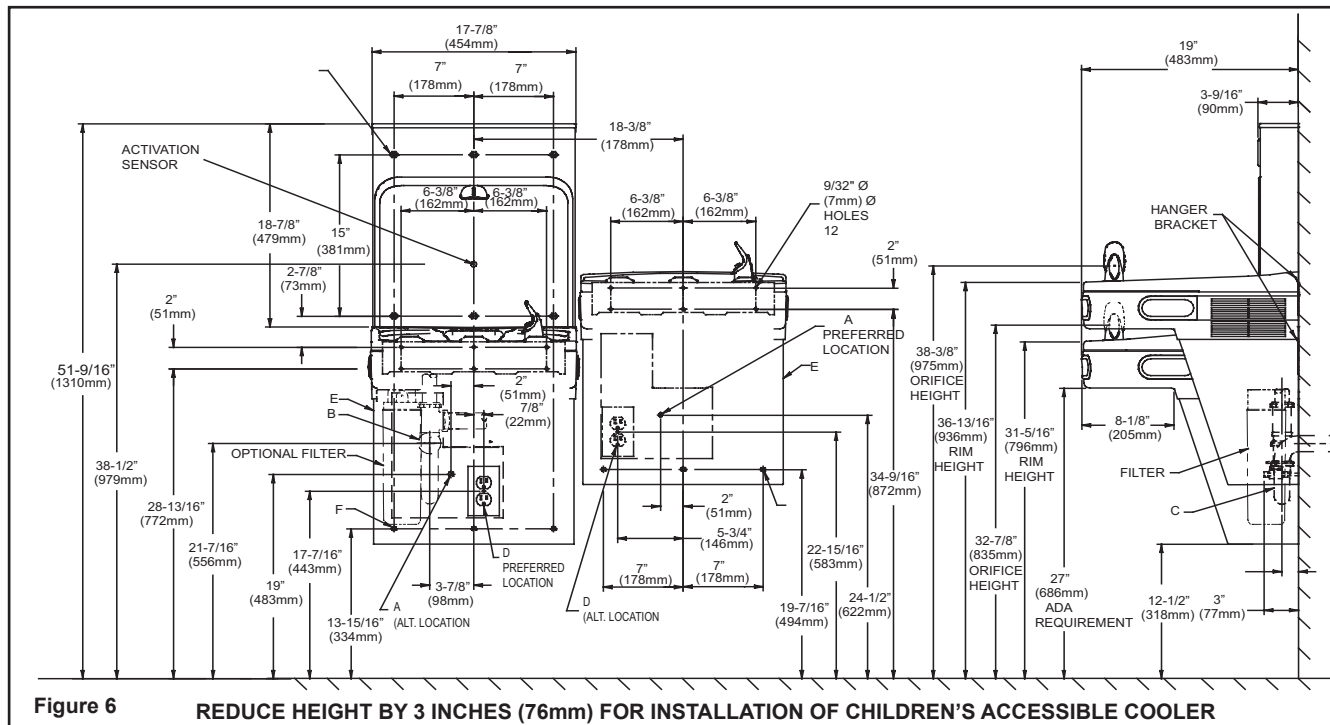 17-7/8”
(454mm)
7”
(178mm)
7”
(178mm)
19”
(483mm)
3-9/16”
(90mm)
18-3/8”
(178mm)
ACTIVATION
SENSOR
6-3/8”
(162mm)
6-3/8”
(162mm)
6-3/8”
(162mm)
6-3/8”
(162mm)
9/32" Ø
(7mm) Ø
HOLES
12
HANGER
BRACKET
18-7/8”
(479mm)
15”
(381mm)
2”
(51mm)
2-7/8”
(73mm)
2”
(51mm)
A
PREFERRED
LOCATION
51-9/16”
(1310mm)
38-3/8”
(975mm)
ORIFICE
HEIGHT
E
E
B
2”
(51mm)
7/8”
(22mm)
36-13/16”
(936mm)
RIM
HEIGHT
31-5/16”
(796mm)
RIM
HEIGHT
8-1/8”
(205mm)
OPTIONAL FILTER
FILTER
38-1/2”
(979mm)
34-9/16”
(872mm)
28-13/16”
(772mm)
2”
(51mm)
C
F
21-7/16”
(556mm)
17-7/16”
(443mm)
D
PREFERRED
LOCATION
5-3/4”
(146mm)
22-15/16”
(583mm)
32-7/8”
(835mm)
ORIFICE
HEIGHT
19”
(483mm)
3-7/8”
(98mm)
7”
(178mm)
7”
(178mm)
24-1/2”
(622mm)
27”
(686mm)
ADA
REQUIREMENT
12-1/2”
(318mm)
3”
(77mm)
13-15/16”
(334mm)
A
(ALT. LOCATION
D
(ALT. LOCATION
19-7/16”
(494mm)
Figure 6
REDUCE HEIGHT BY 3 INCHES (76mm) FOR INSTALLATION OF CHILDREN’S ACCESSIBLE COOLER